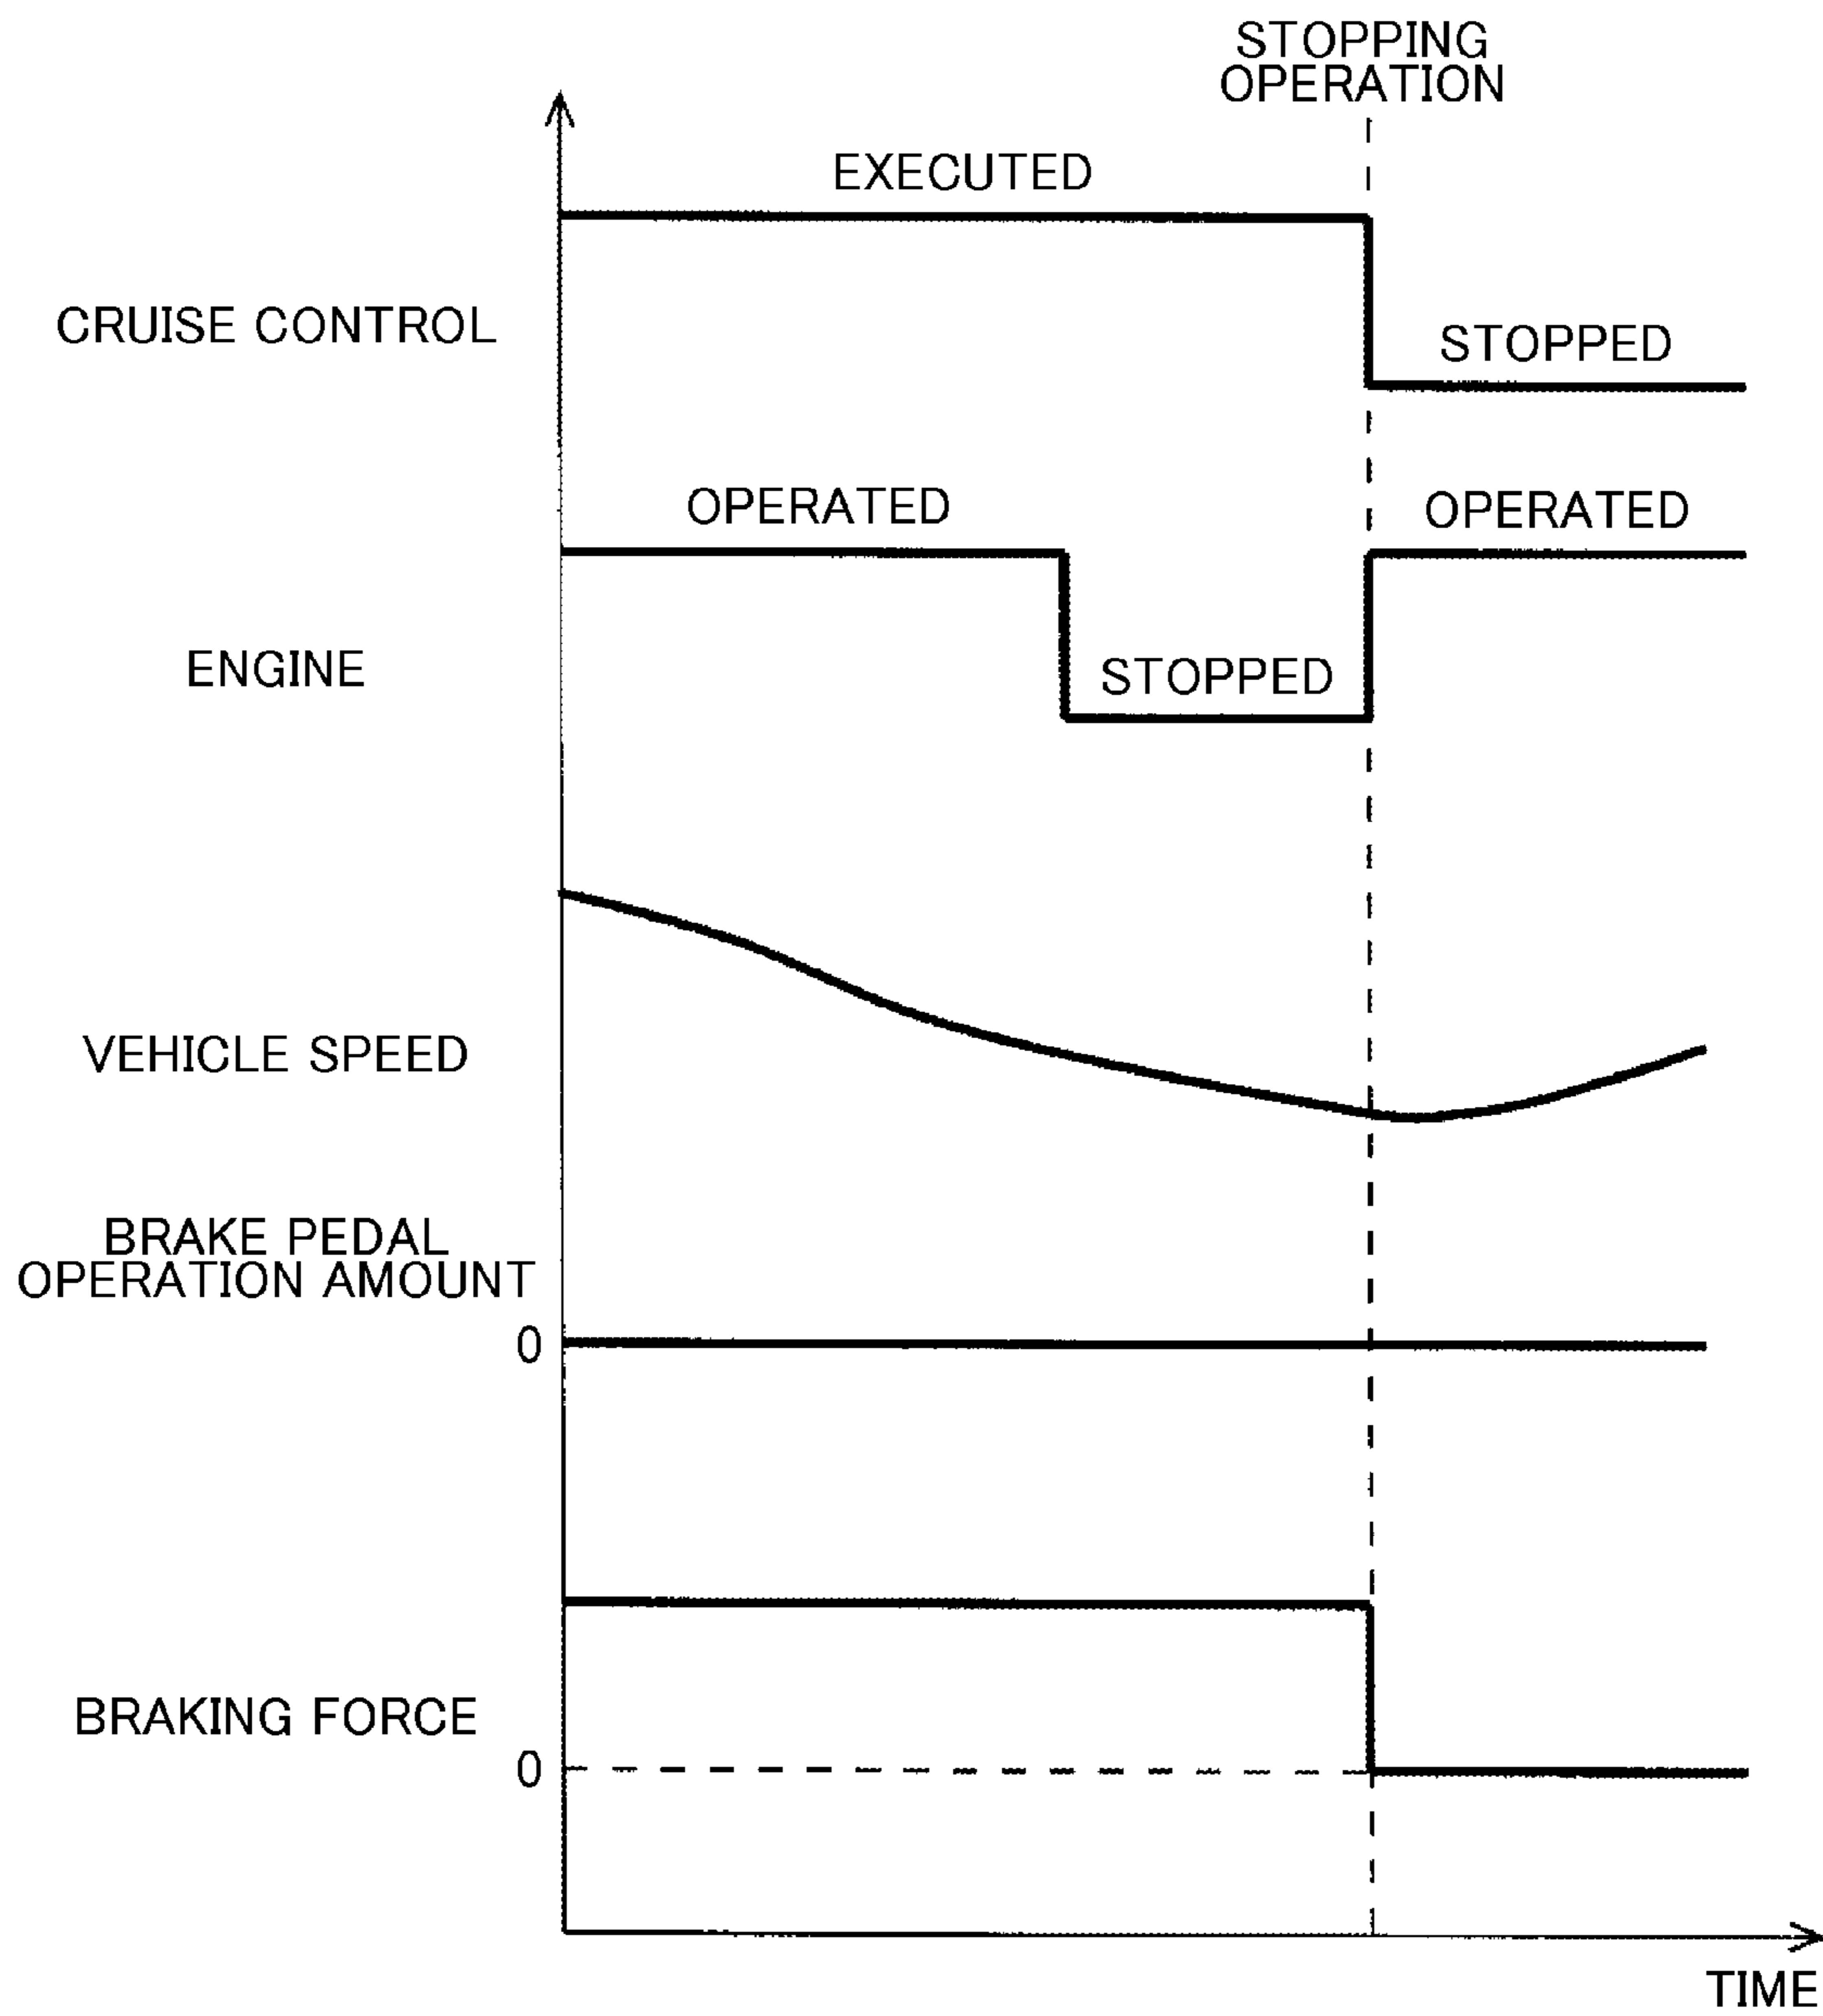 STOPPING
OPERATION
EXECUTED
CRUISE CONTROL
STOPPED
OPERATED
OPERATED
ENGINE
STOPPED
VEHICLE SPEED
BRAKE PEDAL
OPERATION AMOUNT
0
BRAKING FORCE
0
TIME